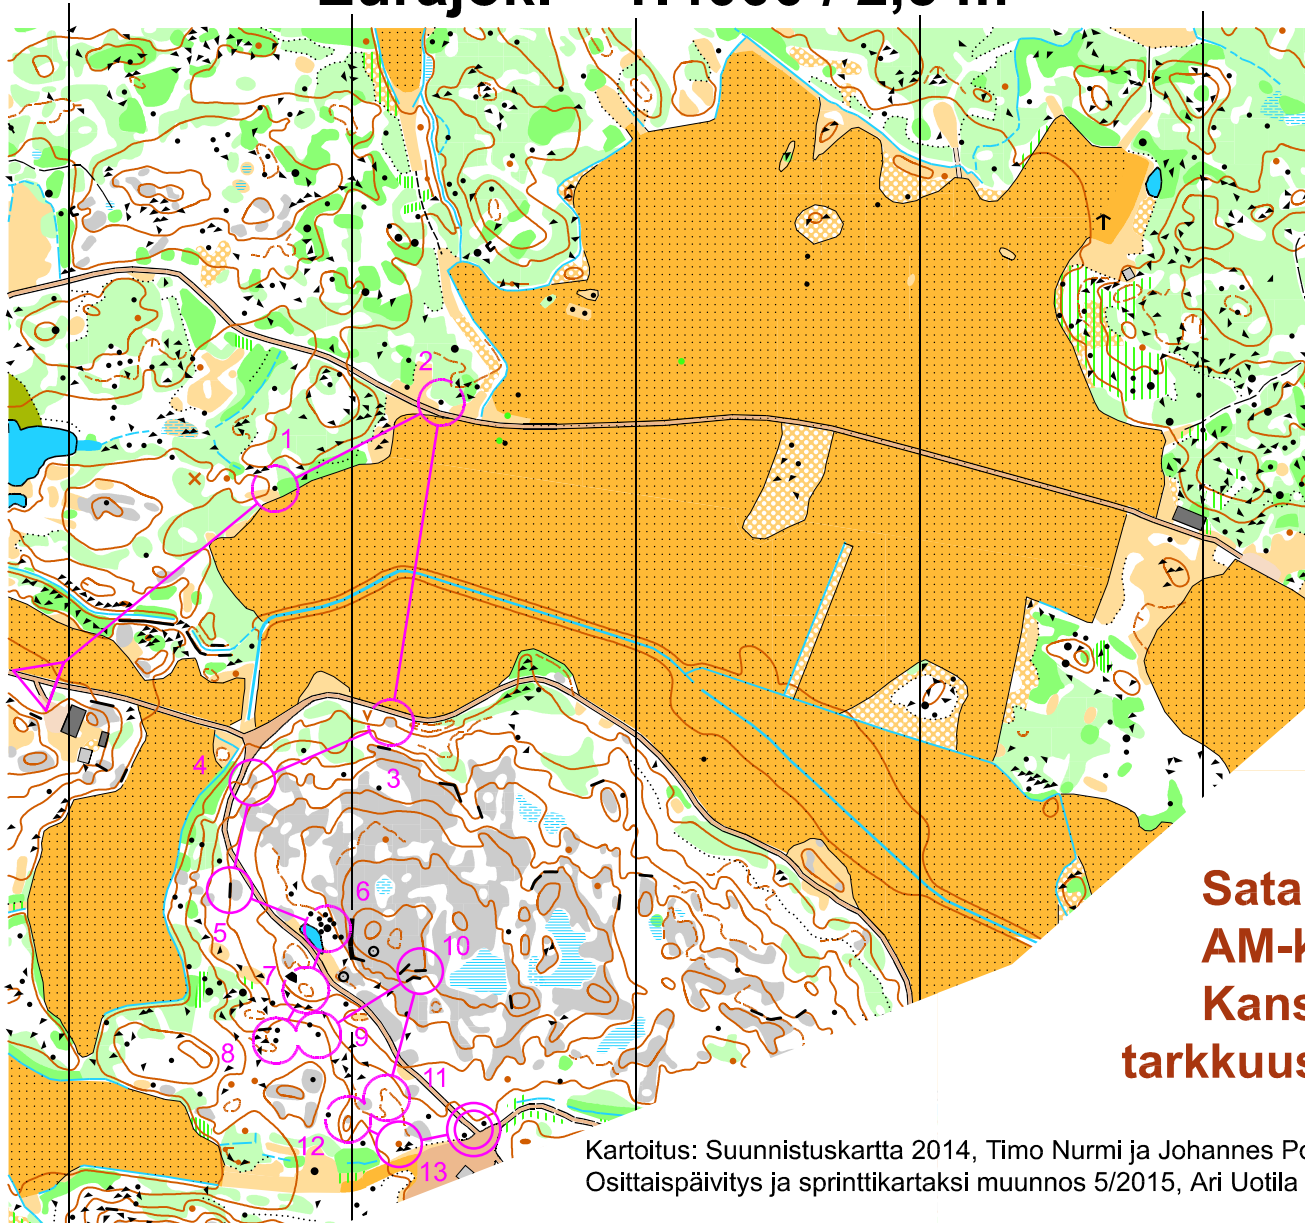 1
2
3
4
5
6
7
8
9
10
11
12
13
Sata
AM-k
Kans
tarkkuus
Kartoitus: Suunnistuskartta 2014, Timo Nurmi ja Johannes Po
Osittaispäivitys ja sprinttikartaksi muunnos 5/2015, Ari Uotila